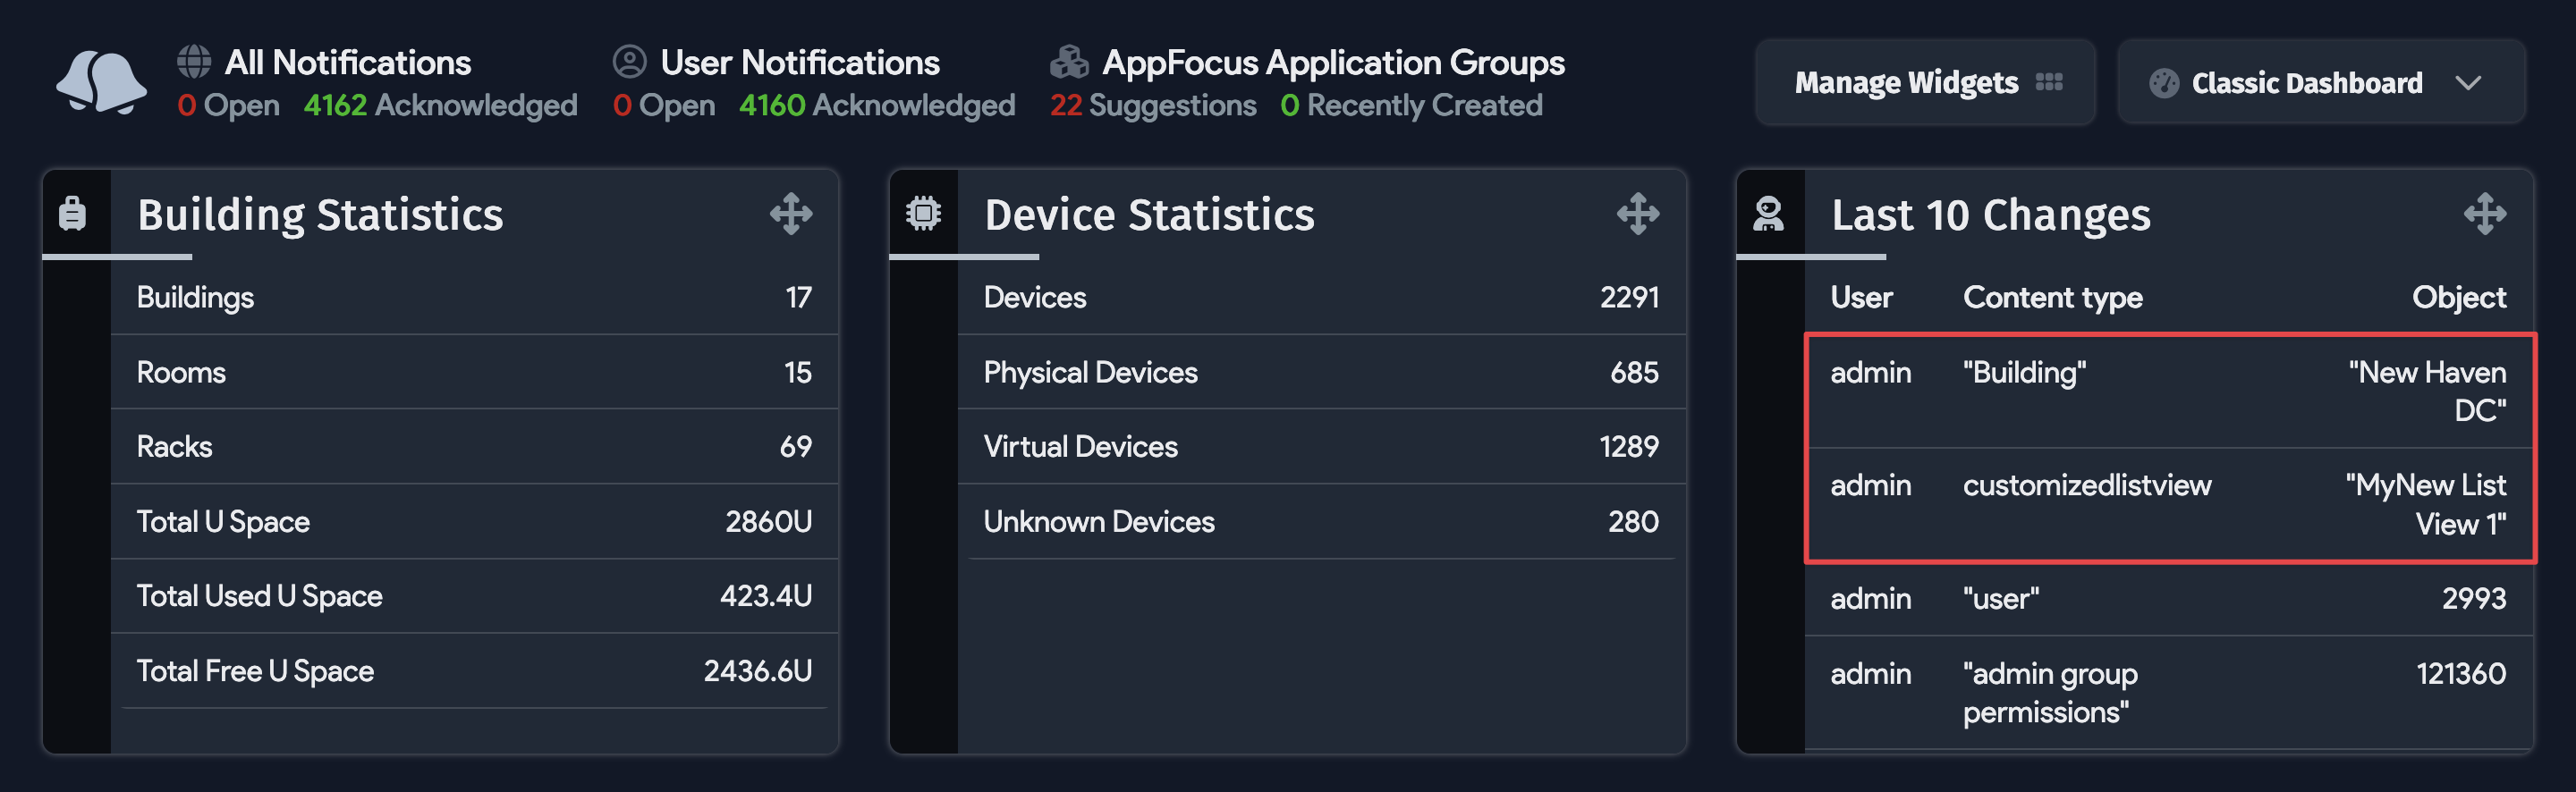 All Notifications
0 Open 4162 Acknowledged
User Notifications
0 Open 4160 Acknowledged
AppFocus Application Groups
22 Suggestions 0 Recently Created
Manage Widgets
Classic Dashboard
Building Statistics
Buildings 17
Rooms 15
Racks 69
Total U Space 2860U
Total Used U Space 423.4U
Total Free U Space 2436.6U
Device Statistics
Devices 2291
Physical Devices 685
Virtual Devices 1289
Unknown Devices 280
Last 10 Changes
User Content type Object
admin "Building" "New Haven
DC"
admin customizedlistview "MyNew List
View 1"
admin "user" 2993
admin "admin group 121360
permissions"